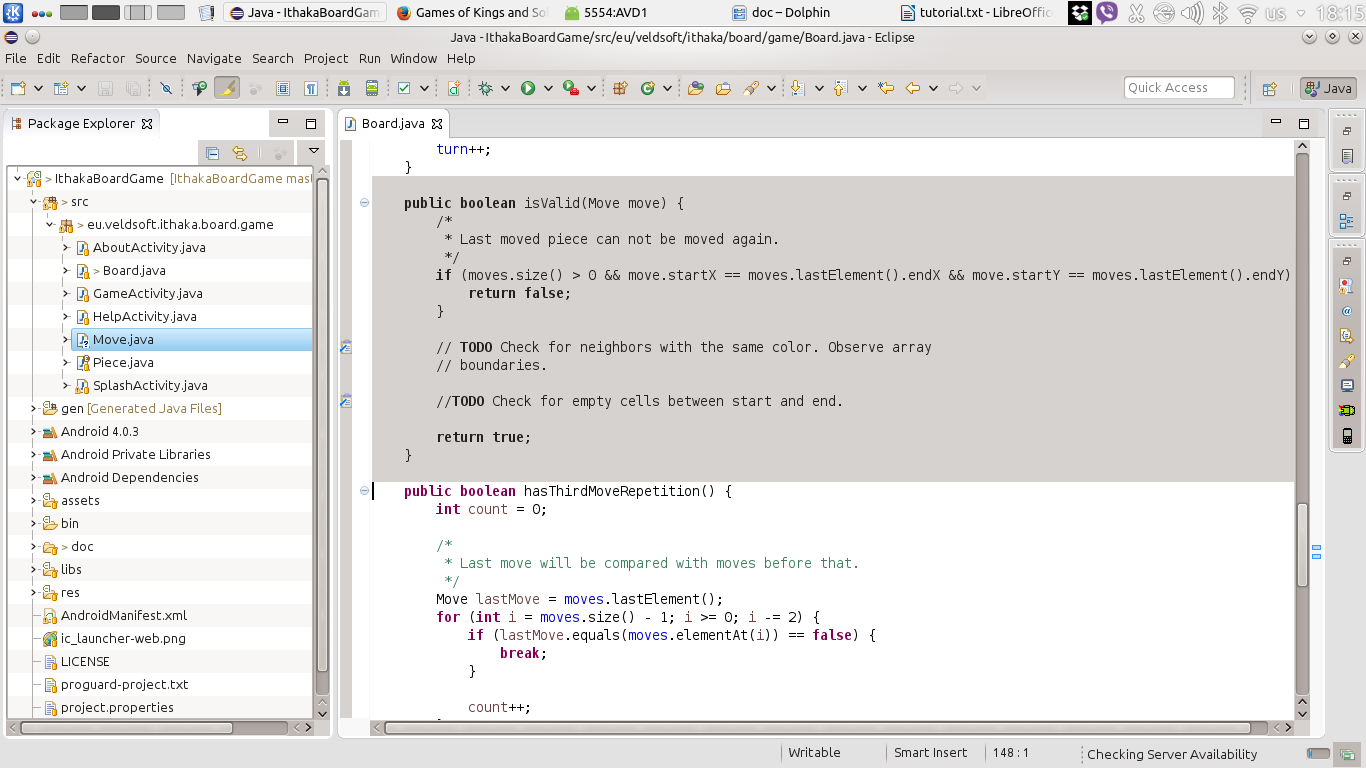 Java - IthakaBoardGam
Games of Kings and Sol
5554:AVD1
doc – Dolphin
tutorial.txt - LibreOffic
us
18:15
Java - IthakaBoardGame/src/eu/veldsoft/ithaka/board/game/Board.java - Eclipse
File Edit Refactor Source Navigate Search Project Run Window Help
Quick Access
Java
Package Explorer
Board.java
> IthakaBoardGame [IthakaBoardGame mast
> src
> eu.veldsoft.ithaka.board.game
AboutActivity.java
> Board.java
GameActivity.java
HelpActivity.java
Move.java
Piece.java
SplashActivity.java
gen [Generated Java Files]
Android 4.0.3
Android Private Libraries
Android Dependencies
assets
bin
> doc
libs
res
AndroidManifest.xml
ic_launcher-web.png
LICENSE
proguard-project.txt
project.properties
turn++;
}
public boolean isValid(Move move) {
/*
* Last moved piece can not be moved again.
*/
if (moves.size() > 0 && move.startX == moves.lastElement().endX && move.startY == moves.lastElement().endY)
return false;
}
// TODO Check for neighbors with the same color. Observe array
// boundaries.
//TODO Check for empty cells between start and end.
return true;
}
public boolean hasThirdMoveRepetition() {
int count = 0;
/*
* Last move will be compared with moves before that.
*/
Move lastMove = moves.lastElement();
for (int i = moves.size() - 1; i >= 0; i -= 2) {
if (lastMove.equals(moves.elementAt(i)) == false) {
break;
}
count++;
Writable
Smart Insert
148 : 1
Checking Server Availability